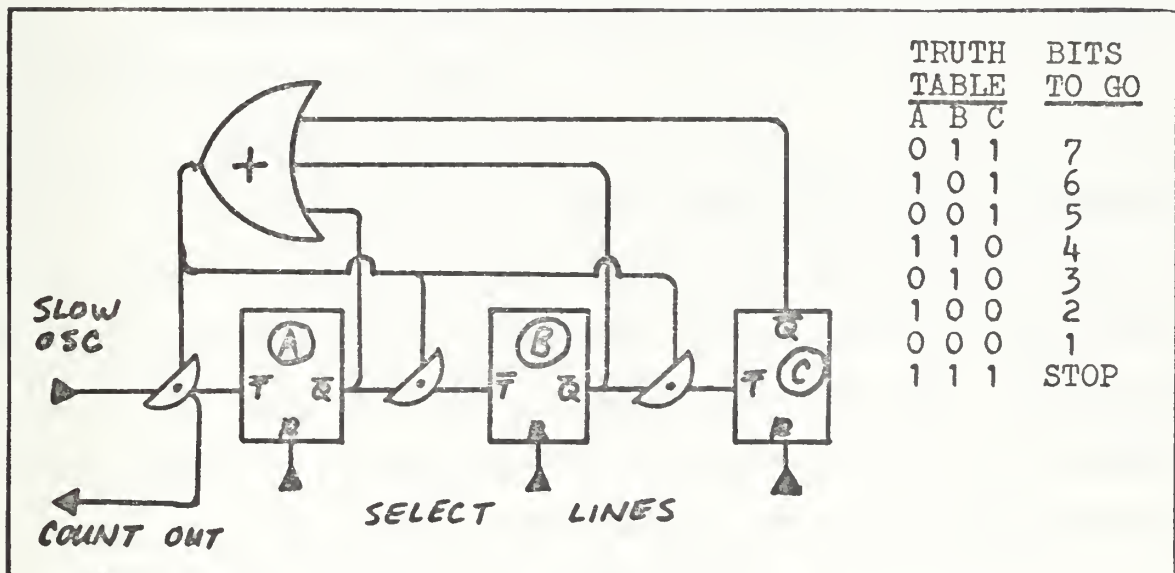 TRUTH BITS
TABLE TO GO
A B C
0 1 1 7
1 0 1 6
0 0 1 5
1 1 0 4
0 1 0 3
1 0 0 2
0 0 0 1
1 1 1 STOP
+
SLOW
OSC
A
B
Q̅
C
T̅ Q̅
T̅ Q̅
T̅
SELECT LINES
COUNT OUT